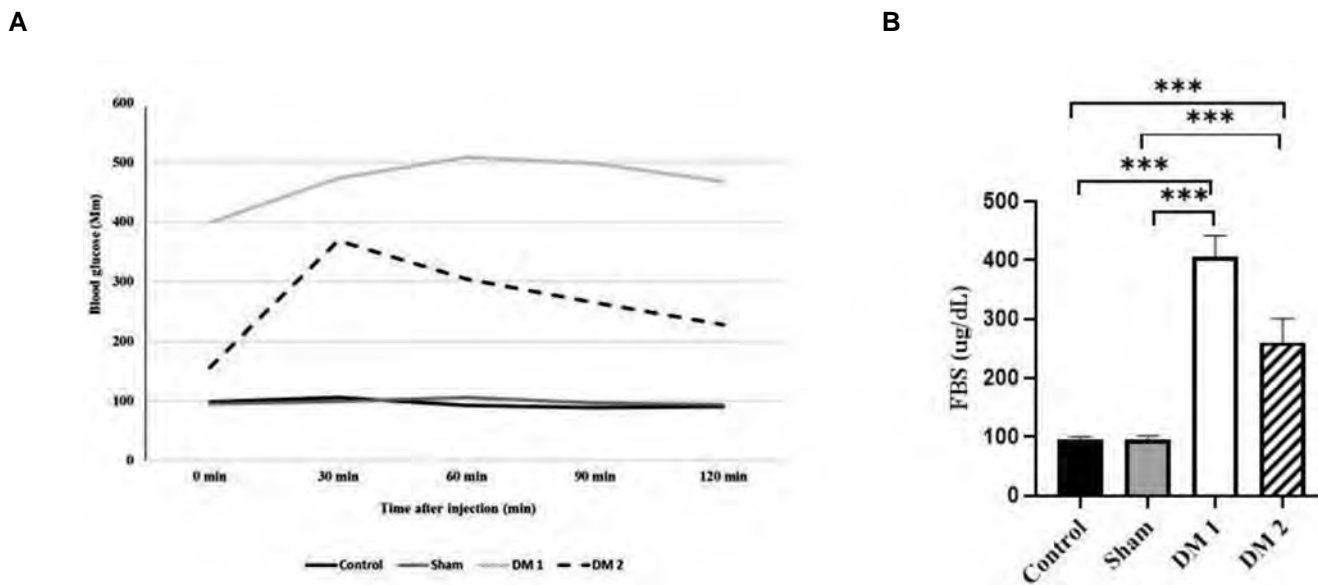 A
B
600
500
400
300
200
100
0
Blood glucose (Mm)
0 min 30 min 60 min 90 min 120 min
Time after injection (min)
Control Sham DM 1 DM 2
***
***
***
***
500
400
300
200
100
0
FBS (ug/dL)
Control Sham DM 1 DM 2